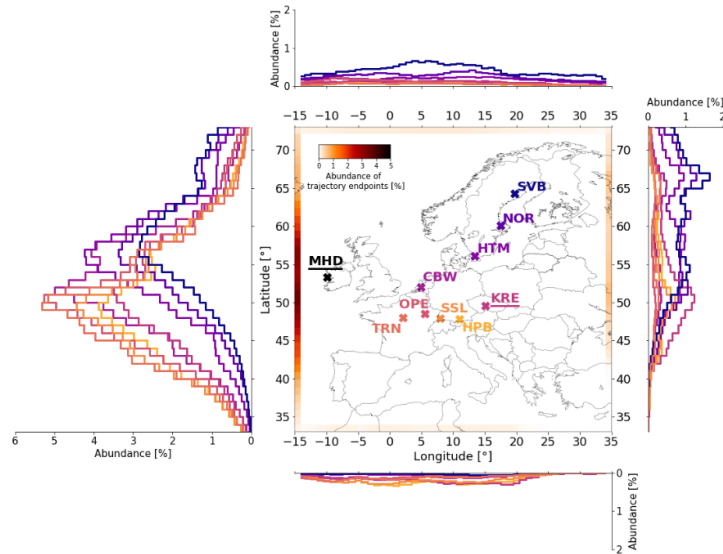 2
1
0
Abundance [%]
−15 −10 −5 0 5 10 15 20 25 30 35
Abundance [%]
0 1 2
70
65
60
55
50
45
40
35
Latitude [°]
0 1 2 3 4 5
Abundance of
trajectory endpoints [%]
SVB
NOR
HTM
MHD
CBW
OPE
KRE
SSL
TRN
HPB
70
65
60
55
50
45
40
35
6 5 4 3 2 1 0
Abundance [%]
−15 −10 −5 0 5 10 15 20 25 30 35
Longitude [°]
0
1
2
Abundance [%]